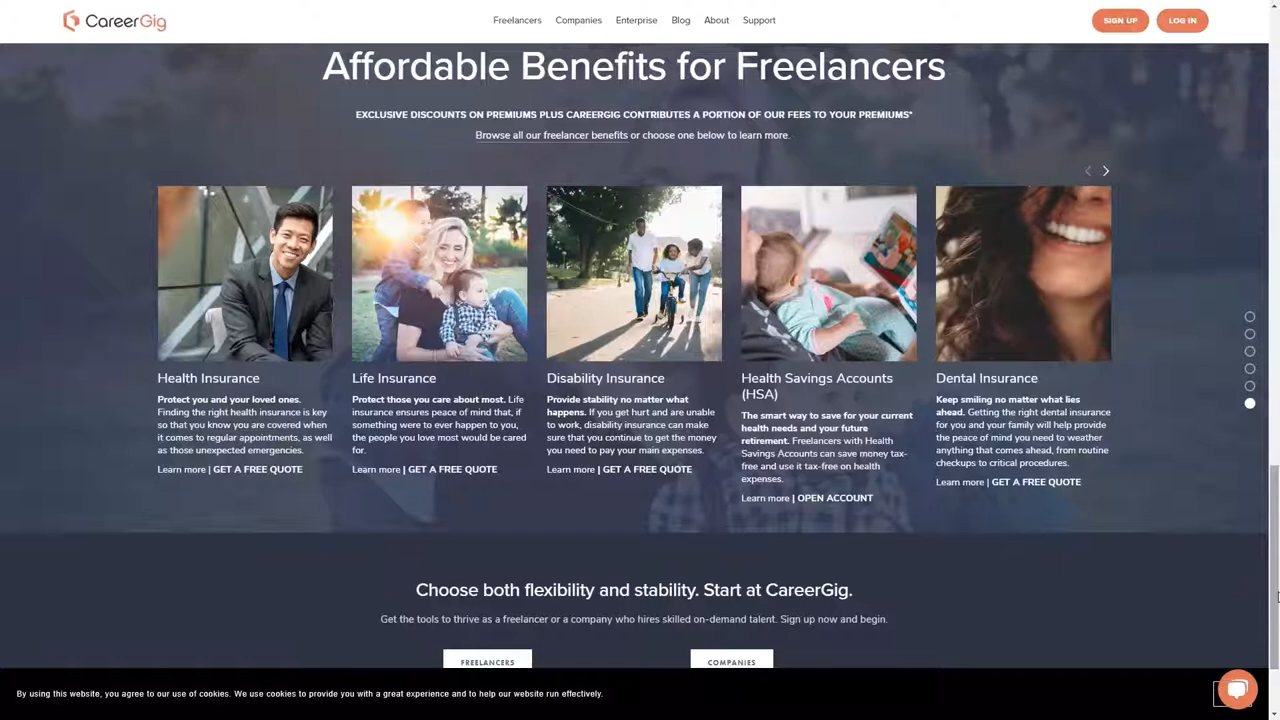 CareerGig
Freelancers Companies Enterprise Blog About Support
SIGN UP LOG IN
Affordable Benefits for Freelancers
EXCLUSIVE DISCOUNTS ON PREMIUMS PLUS CAREERGIG CONTRIBUTES A PORTION OF OUR FEES TO YOUR PREMIUMS*
Browse all our freelancer benefits or choose one below to learn more.
Health Insurance
Protect you and your loved ones.
Finding the right health insurance is key
so that you know you are covered when
it comes to regular appointments, as well
as those unexpected emergencies.
Learn more | GET A FREE QUOTE
Life Insurance
Protect those you care about most. Life
insurance ensures peace of mind that, if
something were to ever happen to you,
the people you love most would be cared
for.
Learn more | GET A FREE QUOTE
Disability Insurance
Provide stability no matter what
happens. If you get hurt and are unable
to work, disability insurance can make
sure that you continue to get the money
you need to pay your main expenses.
Learn more | GET A FREE QUOTE
Health Savings Accounts
(HSA)
The smart way to save for your current
health needs and your future
retirement. Freelancers with Health
Savings Accounts can save money tax-
free and use it tax-free on health
expenses.
Learn more | OPEN ACCOUNT
Dental Insurance
Keep smiling no matter what lies
ahead. Getting the right dental insurance
for you and your family will help provide
the peace of mind you need to weather
anything that comes ahead, from routine
checkups to critical procedures.
Learn more | GET A FREE QUOTE
Choose both flexibility and stability. Start at CareerGig.
Get the tools to thrive as a freelancer or a company who hires skilled on-demand talent. Sign up now and begin.
FREELANCERS COMPANIES
By using this website, you agree to our use of cookies. We use cookies to provide you with a great experience and to help our website run effectively.